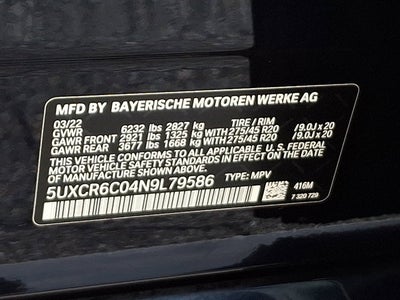 MFD BY BAYERISCHE MOTOREN WERKE AG
03/22 TIRE / RIM
GVWR 6232 lbs 2827 kg
GAWR FRONT 2921 lbs 1325 kg WITH 275/45 R20 /9.0J x 20
GAWR REAR 3677 lbs 1668 kg WITH 275/45 R20 /9.0J x 20
THIS VEHICLE CONFORMS TO ALL APPLICABLE U.S. FEDERAL
MOTOR VEHICLE SAFETY STANDARDS IN EFFECT ON THE
DATE OF MANUFACTURE SHOWN ABOVE.
5UXCR6C04N9L79586 TYPE: MPV
416M
7 320 729